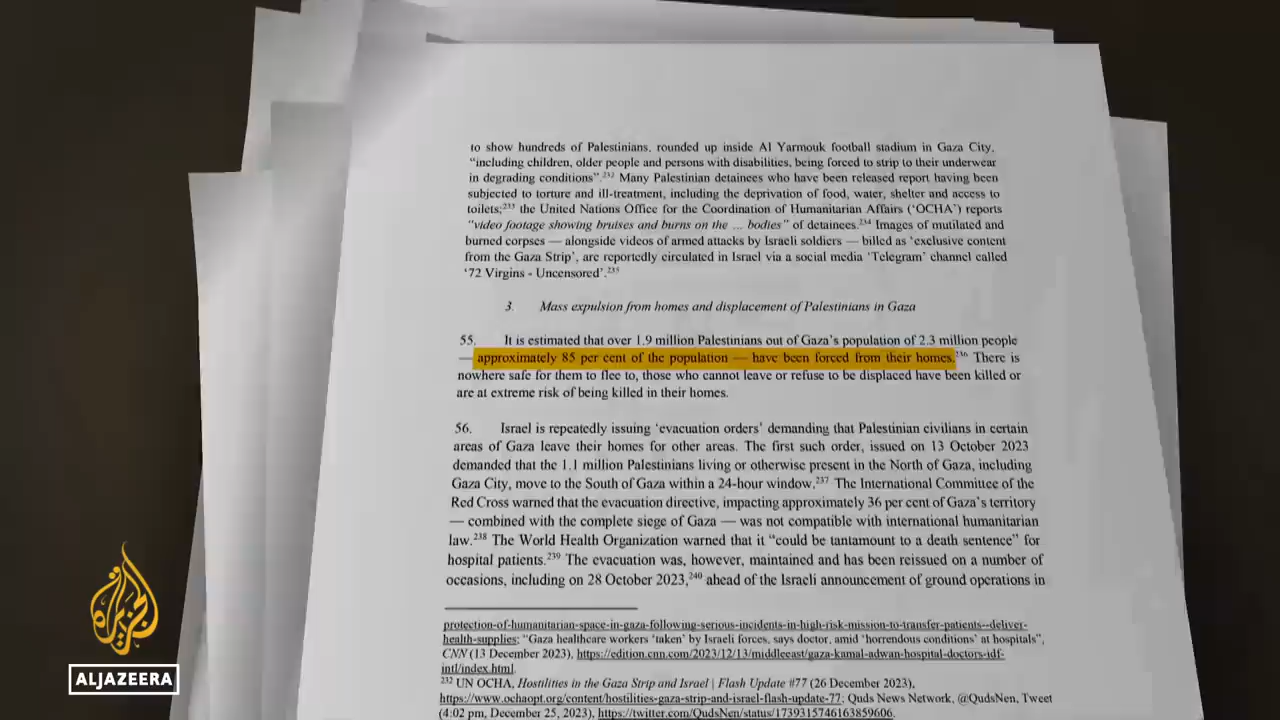 to show hundreds of Palestinians, rounded up inside Al Yarmouk football stadium in Gaza City,
“including children, older people and persons with disabilities, being forced to strip to their underwear
in degrading conditions”.²³² Many Palestinian detainees who have been released report having been
subjected to torture and ill-treatment, including the deprivation of food, water, shelter and access to
toilets;²³³ the United Nations Office for the Coordination of Humanitarian Affairs (‘OCHA’) reports
“video footage showing bruises and burns on the ... bodies” of detainees.²³⁴ Images of mutilated and
burned corpses — alongside videos of armed attacks by Israeli soldiers — billed as ‘exclusive content
from the Gaza Strip’, are reportedly circulated in Israel via a social media ‘Telegram’ channel called
‘72 Virgins - Uncensored’.²³⁵
3. Mass expulsion from homes and displacement of Palestinians in Gaza
55. It is estimated that over 1.9 million Palestinians out of Gaza’s population of 2.3 million people
— approximately 85 per cent of the population — have been forced from their homes.²³⁶ There is
nowhere safe for them to flee to, those who cannot leave or refuse to be displaced have been killed or
are at extreme risk of being killed in their homes.
56. Israel is repeatedly issuing ‘evacuation orders’ demanding that Palestinian civilians in certain
areas of Gaza leave their homes for other areas. The first such order, issued on 13 October 2023
demanded that the 1.1 million Palestinians living or otherwise present in the North of Gaza, including
Gaza City, move to the South of Gaza within a 24-hour window.²³⁷ The International Committee of the
Red Cross warned that the evacuation directive, impacting approximately 36 per cent of Gaza’s territory
— combined with the complete siege of Gaza — was not compatible with international humanitarian
law.²³⁸ The World Health Organization warned that it “could be tantamount to a death sentence” for
hospital patients.²³⁹ The evacuation was, however, maintained and has been reissued on a number of
occasions, including on 28 October 2023,²⁴⁰ ahead of the Israeli announcement of ground operations in
protection-of-humanitarian-space-in-gaza-following-serious-incidents-in-high-risk-mission-to-transfer-patients--deliver-
health-supplies; “Gaza healthcare workers ‘taken’ by Israeli forces, says doctor, amid ‘horrendous conditions’ at hospitals”,
CNN (13 December 2023), https://edition.cnn.com/2023/12/13/middleeast/gaza-kamal-adwan-hospital-doctors-idf-
intl/index.html.
²³² UN OCHA, Hostilities in the Gaza Strip and Israel | Flash Update #77 (26 December 2023),
https://www.ochaopt.org/content/hostilities-gaza-strip-and-israel-flash-update-77; Quds News Network, @QudsNen, Tweet
(4:02 pm, December 25, 2023), https://twitter.com/QudsNen/status/1739315746163859606.
الجزيرة
ALJAZEERA